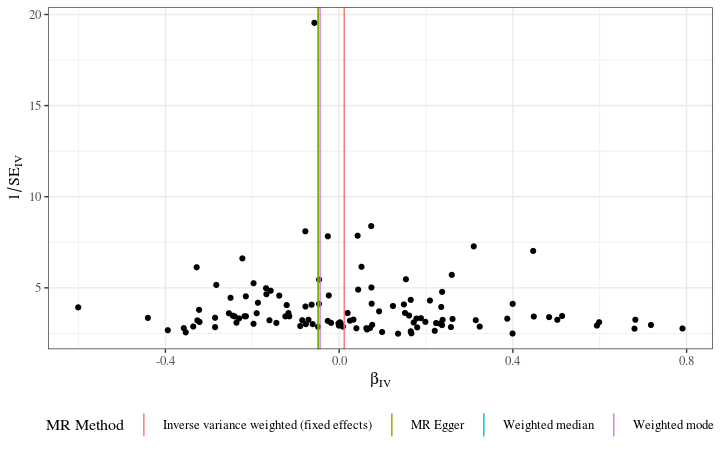 20
15
10
5
1/SE_IV
-0.4
0.0
0.4
0.8
β_IV
MR Method
Inverse variance weighted (fixed effects)
MR Egger
Weighted median
Weighted mode